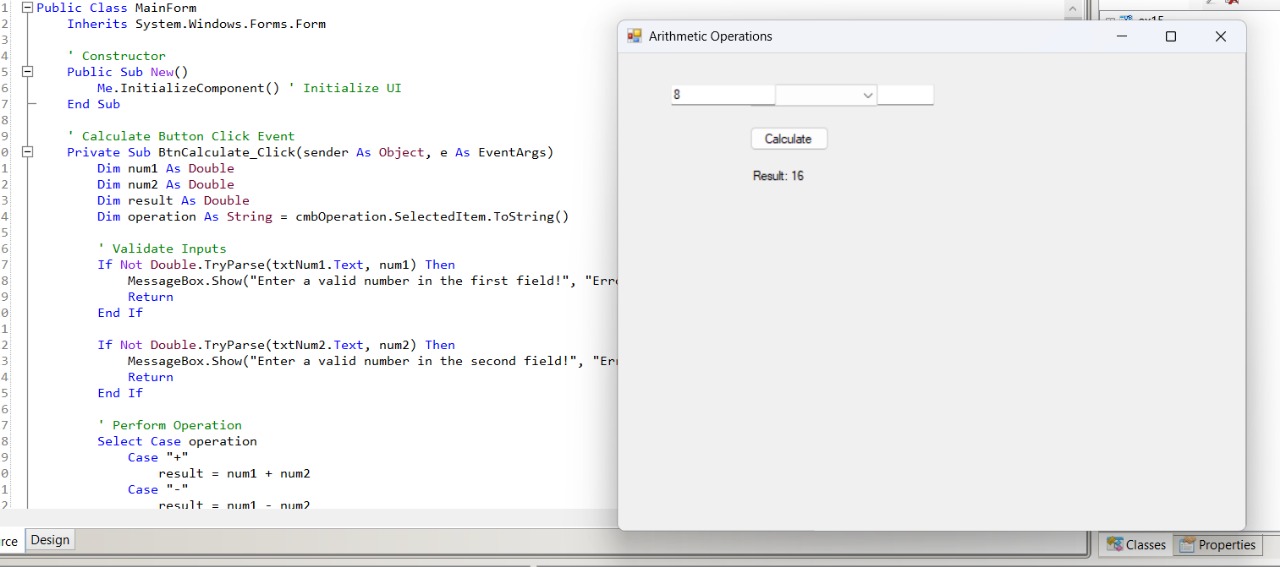 1 Public Class MainForm
2 Inherits System.Windows.Forms.Form
3
4 ' Constructor
5 Public Sub New()
6 Me.InitializeComponent() ' Initialize UI
7 End Sub
8
9 ' Calculate Button Click Event
0 Private Sub BtnCalculate_Click(sender As Object, e As EventArgs)
1 Dim num1 As Double
2 Dim num2 As Double
3 Dim result As Double
4 Dim operation As String = cmbOperation.SelectedItem.ToString()
5
6 ' Validate Inputs
7 If Not Double.TryParse(txtNum1.Text, num1) Then
8 MessageBox.Show("Enter a valid number in the first field!", "Erro
9 Return
0 End If
1
2 If Not Double.TryParse(txtNum2.Text, num2) Then
3 MessageBox.Show("Enter a valid number in the second field!", "Er
4 Return
5 End If
6
7 ' Perform Operation
8 Select Case operation
9 Case "+"
0 result = num1 + num2
1 Case "-"
2 result = num1 - num2
rce Design
Arithmetic Operations
8
Calculate
Result: 16
ex15
Classes Properties